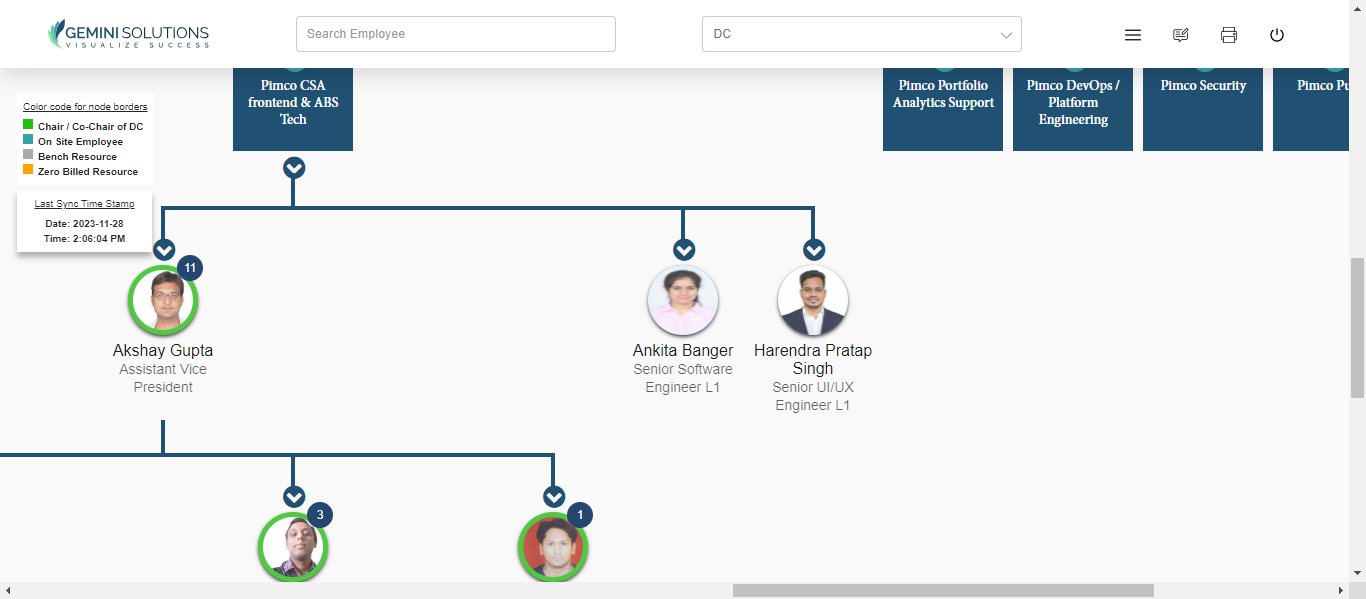 GEMINI SOLUTIONS
VISUALIZE SUCCESS
Search Employee
DC
Pimco CSA
frontend & ABS
Tech
Pimco Portfolio
Analytics Support
Pimco DevOps /
Platform
Engineering
Pimco Security
Pimco Pu
Color code for node borders
Chair / Co-Chair of DC
On Site Employee
Bench Resource
Zero Billed Resource
Last Sync Time Stamp
Date: 2023-11-28
Time: 2:06:04 PM
11
Akshay Gupta
Assistant Vice
President
Ankita Banger
Senior Software
Engineer L1
Harendra Pratap
Singh
Senior UI/UX
Engineer L1
3
1